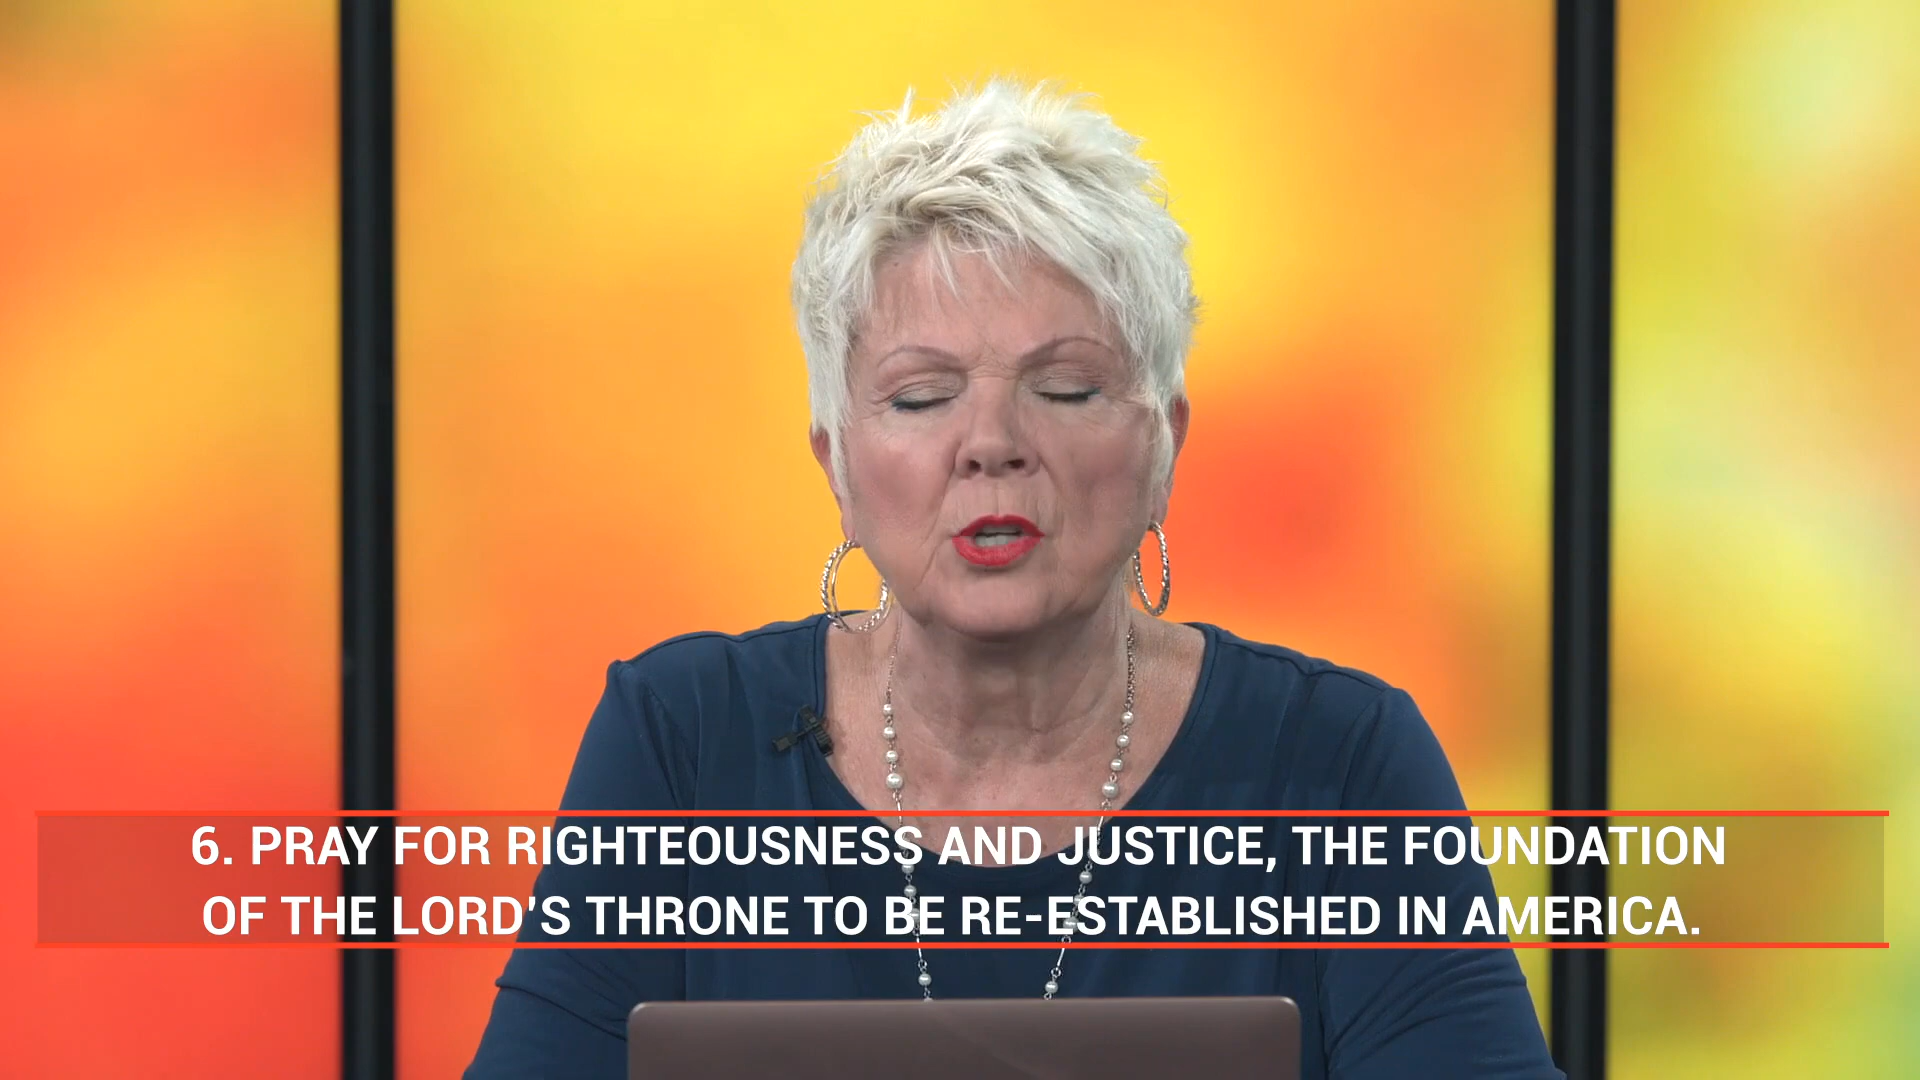 6. PRAY FOR RIGHTEOUSNESS AND JUSTICE, THE FOUNDATION
OF THE LORD'S THRONE TO BE RE-ESTABLISHED IN AMERICA.